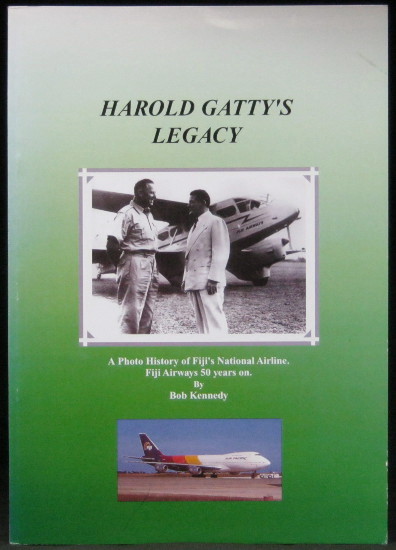 HAROLD GATTY'S
LEGACY
A Photo History of Fiji's National Airline.
Fiji Airways 50 years on.
By
Bob Kennedy